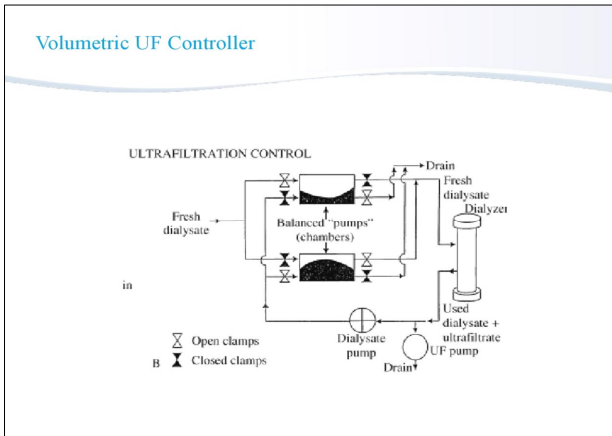 Volumetric UF Controller
ULTRAFILTRATION CONTROL
Drain
Fresh
dialysate
Dialyzer
Fresh
dialysate
Balanced "pumps"
(chambers)
in
Used
dialysate +
ultrafiltrate
Dialysate
pump
UF pump
Drain
Open clamps
B
Closed clamps